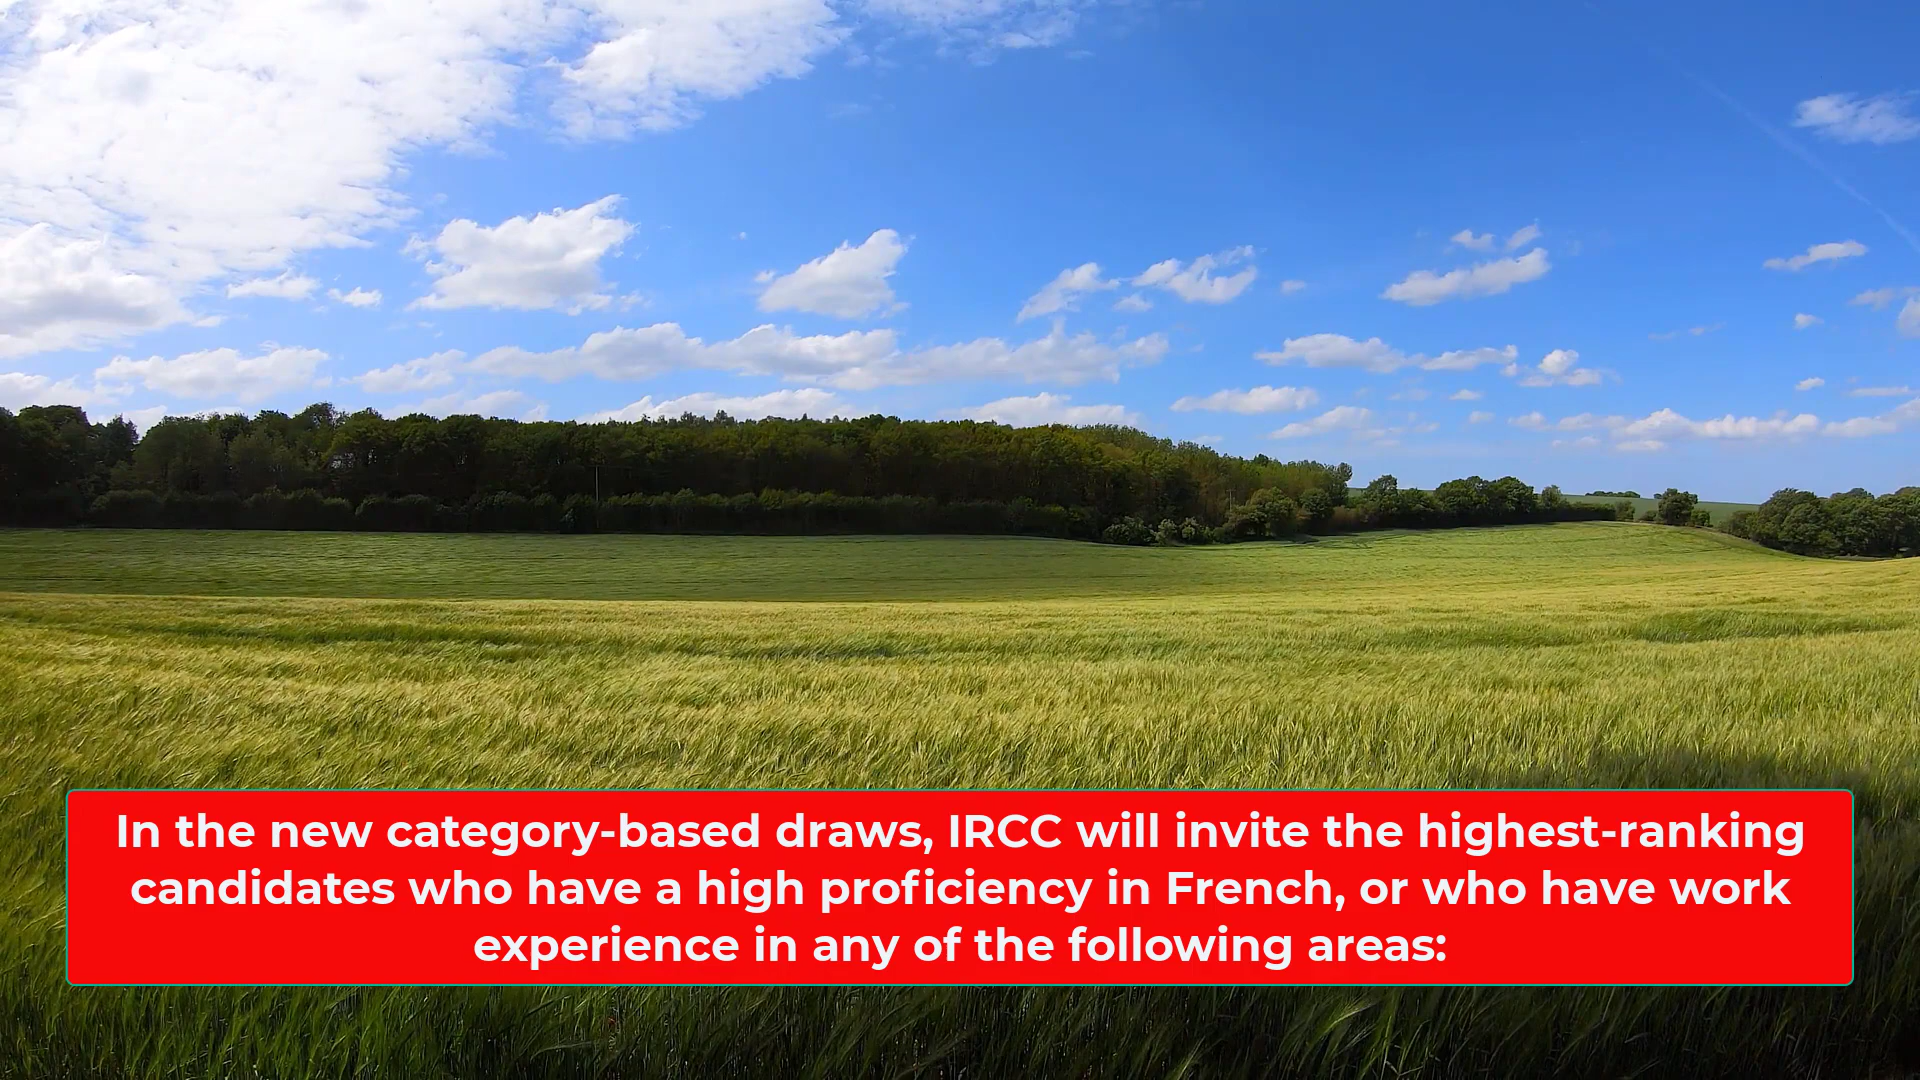 In the new category-based draws, IRCC will invite the highest-ranking
candidates who have a high proficiency in French, or who have work
experience in any of the following areas: